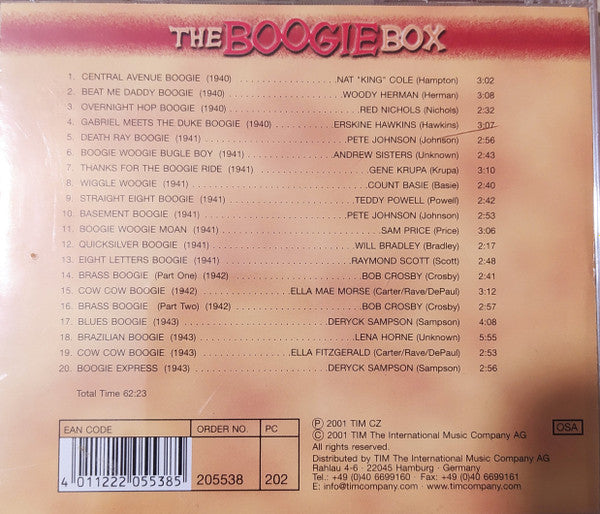 THE BOOGIE BOX
1. CENTRAL AVENUE BOOGIE (1940) NAT "KING" COLE (Hampton) 3:02
2. BEAT ME DADDY BOOGIE (1940) WOODY HERMAN (Herman) 3:08
3. OVERNIGHT HOP BOOGIE (1940) RED NICHOLS (Nichols) 2:32
4. GABRIEL MEETS THE DUKE BOOGIE (1940) ERSKINE HAWKINS (Hawkins) 3:07
5. DEATH RAY BOOGIE (1941) PETE JOHNSON (Johnson) 2:56
6. BOOGIE WOOGIE BUGLE BOY (1941) ANDREW SISTERS (Unknown) 2:43
7. THANKS FOR THE BOOGIE RIDE (1941) GENE KRUPA (Krupa) 3:10
8. WIGGLE WOOGIE (1941) COUNT BASIE (Basie) 2:40
9. STRAIGHT EIGHT BOOGIE (1941) TEDDY POWELL (Powell) 2:42
10. BASEMENT BOOGIE (1941) PETE JOHNSON (Johnson) 2:53
11. BOOGIE WOOGIE MOAN (1941) SAM PRICE (Price) 3:06
12. QUICKSILVER BOOGIE (1941) WILL BRADLEY (Bradley) 2:17
13. EIGHT LETTERS BOOGIE (1941) RAYMOND SCOTT (Scott) 2:48
14. BRASS BOOGIE (Part One) (1942) BOB CROSBY (Crosby) 2:41
15. COW COW BOOGIE (1942) ELLA MAE MORSE (Carter/Rave/DePaul) 3:12
16. BRASS BOOGIE (Part Two) (1942) BOB CROSBY (Crosby) 2:57
17. BLUES BOOGIE (1943) DERYCK SAMPSON (Sampson) 4:08
18. BRAZILIAN BOOGIE (1943) LENA HORNE (Unknown) 5:55
19. COW COW BOOGIE (1943) ELLA FITZGERALD (Carter/Rave/DePaul) 2:53
20. BOOGIE EXPRESS (1943) DERYCK SAMPSON (Sampson) 2:56
Total Time 62:23
EAN CODE ORDER NO. PC
4 011222 055385 205538 202
℗ 2001 TIM CZ
© 2001 TIM The International Music Company AG
Distributed by TIM The International Music Company AG
Rahlau 4-6 · 22045 Hamburg · Germany
Tel.: +49 (0)40 6699160 · Fax: +49 (0)40 6699161
E: info@timcompany.com · www.timcompany.com
OSA